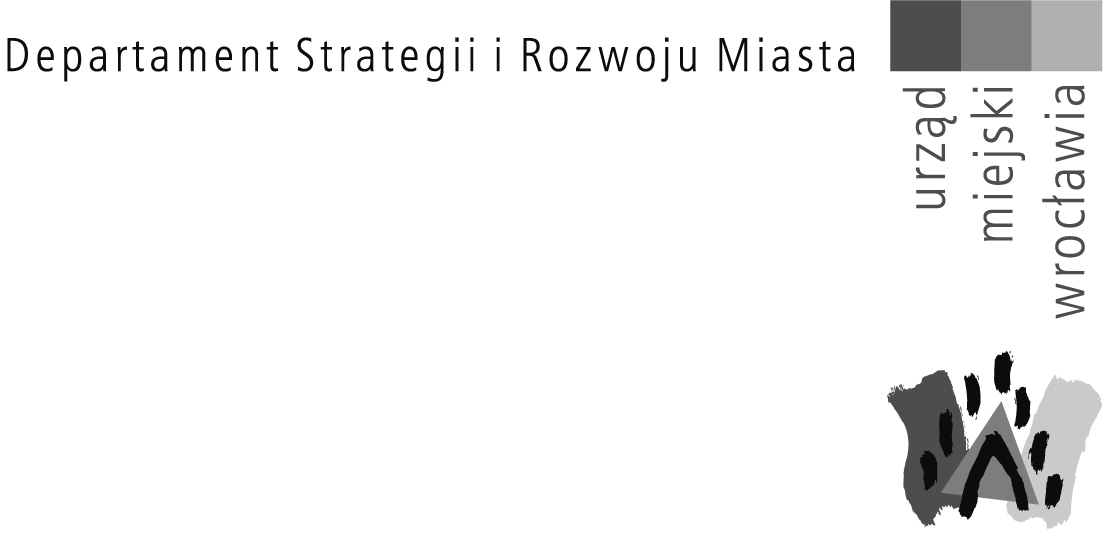 Departament Strategii i Rozwoju Miasta
urząd
miejski
wrocławia